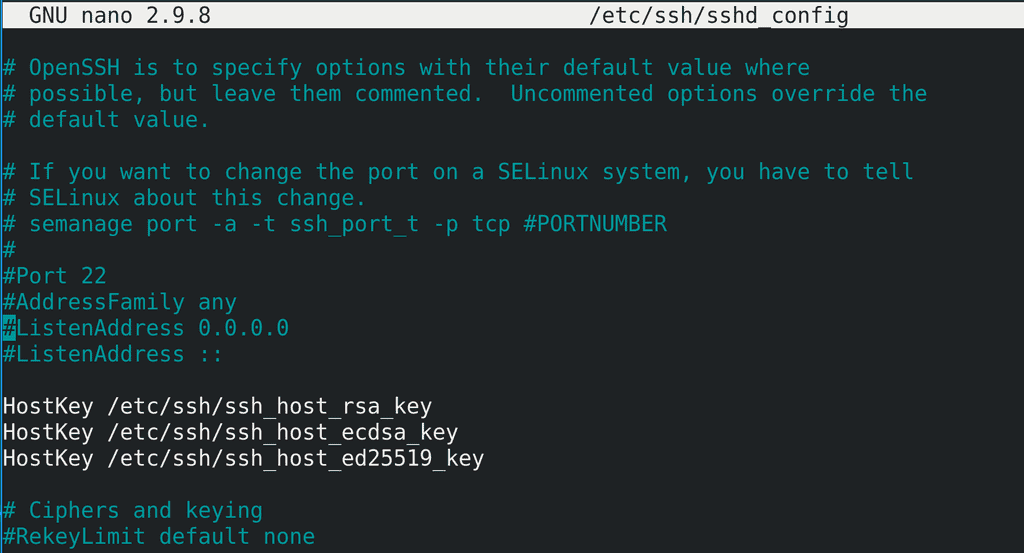 GNU nano 2.9.8 /etc/ssh/sshd_config
# OpenSSH is to specify options with their default value where
# possible, but leave them commented.  Uncommented options override the
# default value.
# If you want to change the port on a SELinux system, you have to tell
# SELinux about this change.
# semanage port -a -t ssh_port_t -p tcp #PORTNUMBER
#
#Port 22
#AddressFamily any
#ListenAddress 0.0.0.0
#ListenAddress ::
HostKey /etc/ssh/ssh_host_rsa_key
HostKey /etc/ssh/ssh_host_ecdsa_key
HostKey /etc/ssh/ssh_host_ed25519_key
# Ciphers and keying
#RekeyLimit default none